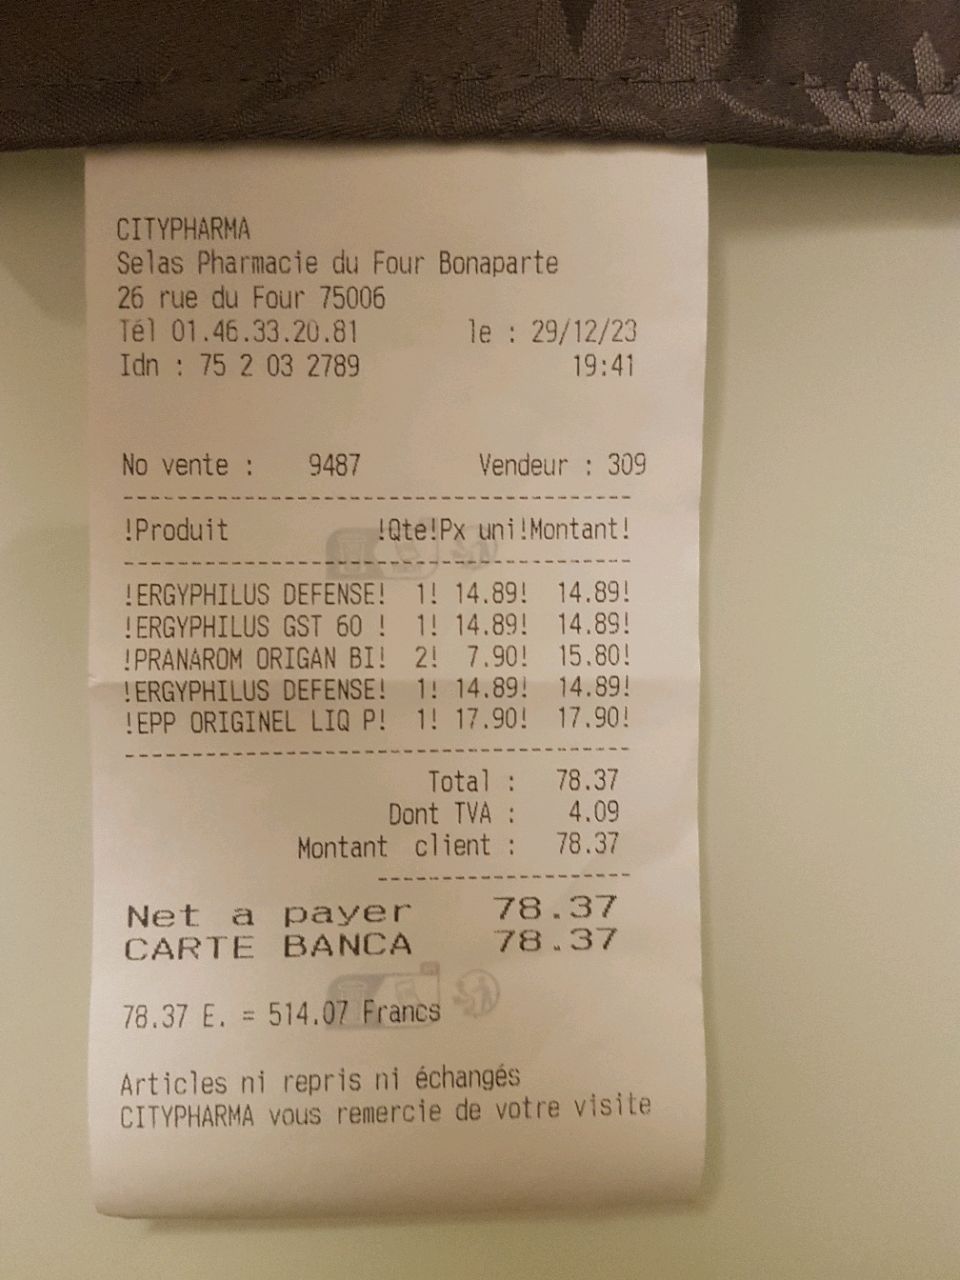 CITYPHARMA
Selas Pharmacie du Four Bonaparte
26 rue du Four 75006
Tél 01.46.33.20.81 le : 29/12/23
Idn : 75 2 03 2789 19:41
No vente : 9487 Vendeur : 309
--------------------------------------
!Produit !Qte!Px uni!Montant!
--------------------------------------
!ERGYPHILUS DEFENSE! 1! 14.89! 14.89!
!ERGYPHILUS GST 60 ! 1! 14.89! 14.89!
!PRANAROM ORIGAN BI! 2! 7.90! 15.80!
!ERGYPHILUS DEFENSE! 1! 14.89! 14.89!
!EPP ORIGINEL LIQ P! 1! 17.90! 17.90!
--------------------------------------
Total : 78.37
Dont TVA : 4.09
Montant client : 78.37
-------------------
Net a payer 78.37
CARTE BANCA 78.37
78.37 E. = 514.07 Francs
Articles ni repris ni échangés
CITYPHARMA vous remercie de votre visite